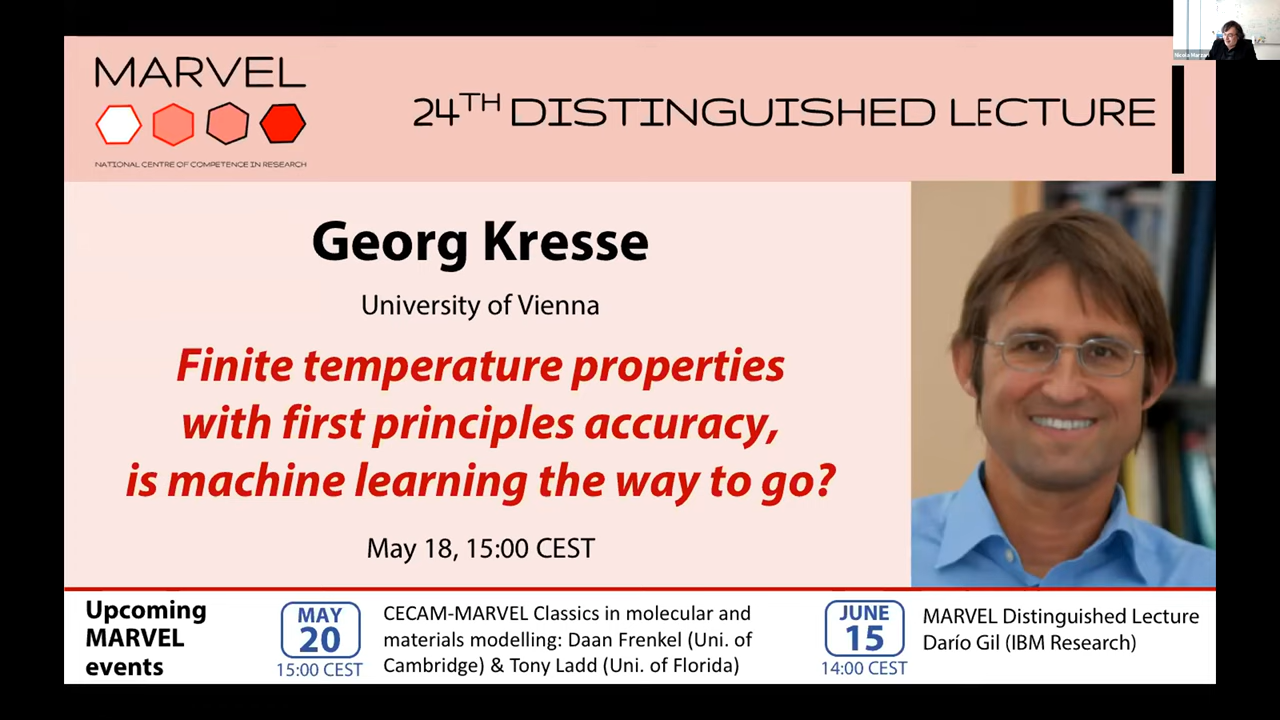 Nicola Marzari
MARVEL
NATIONAL CENTRE OF COMPETENCE IN RESEARCH
24TH DISTINGUISHED LECTURE
Georg Kresse
University of Vienna
Finite temperature properties
with first principles accuracy,
is machine learning the way to go?
May 18, 15:00 CEST
Upcoming
MARVEL
events
MAY
20
15:00 CEST
CECAM-MARVEL Classics in molecular and
materials modelling: Daan Frenkel (Uni. of
Cambridge) & Tony Ladd (Uni. of Florida)
JUNE
15
14:00 CEST
MARVEL Distinguished Lecture
Darío Gil (IBM Research)